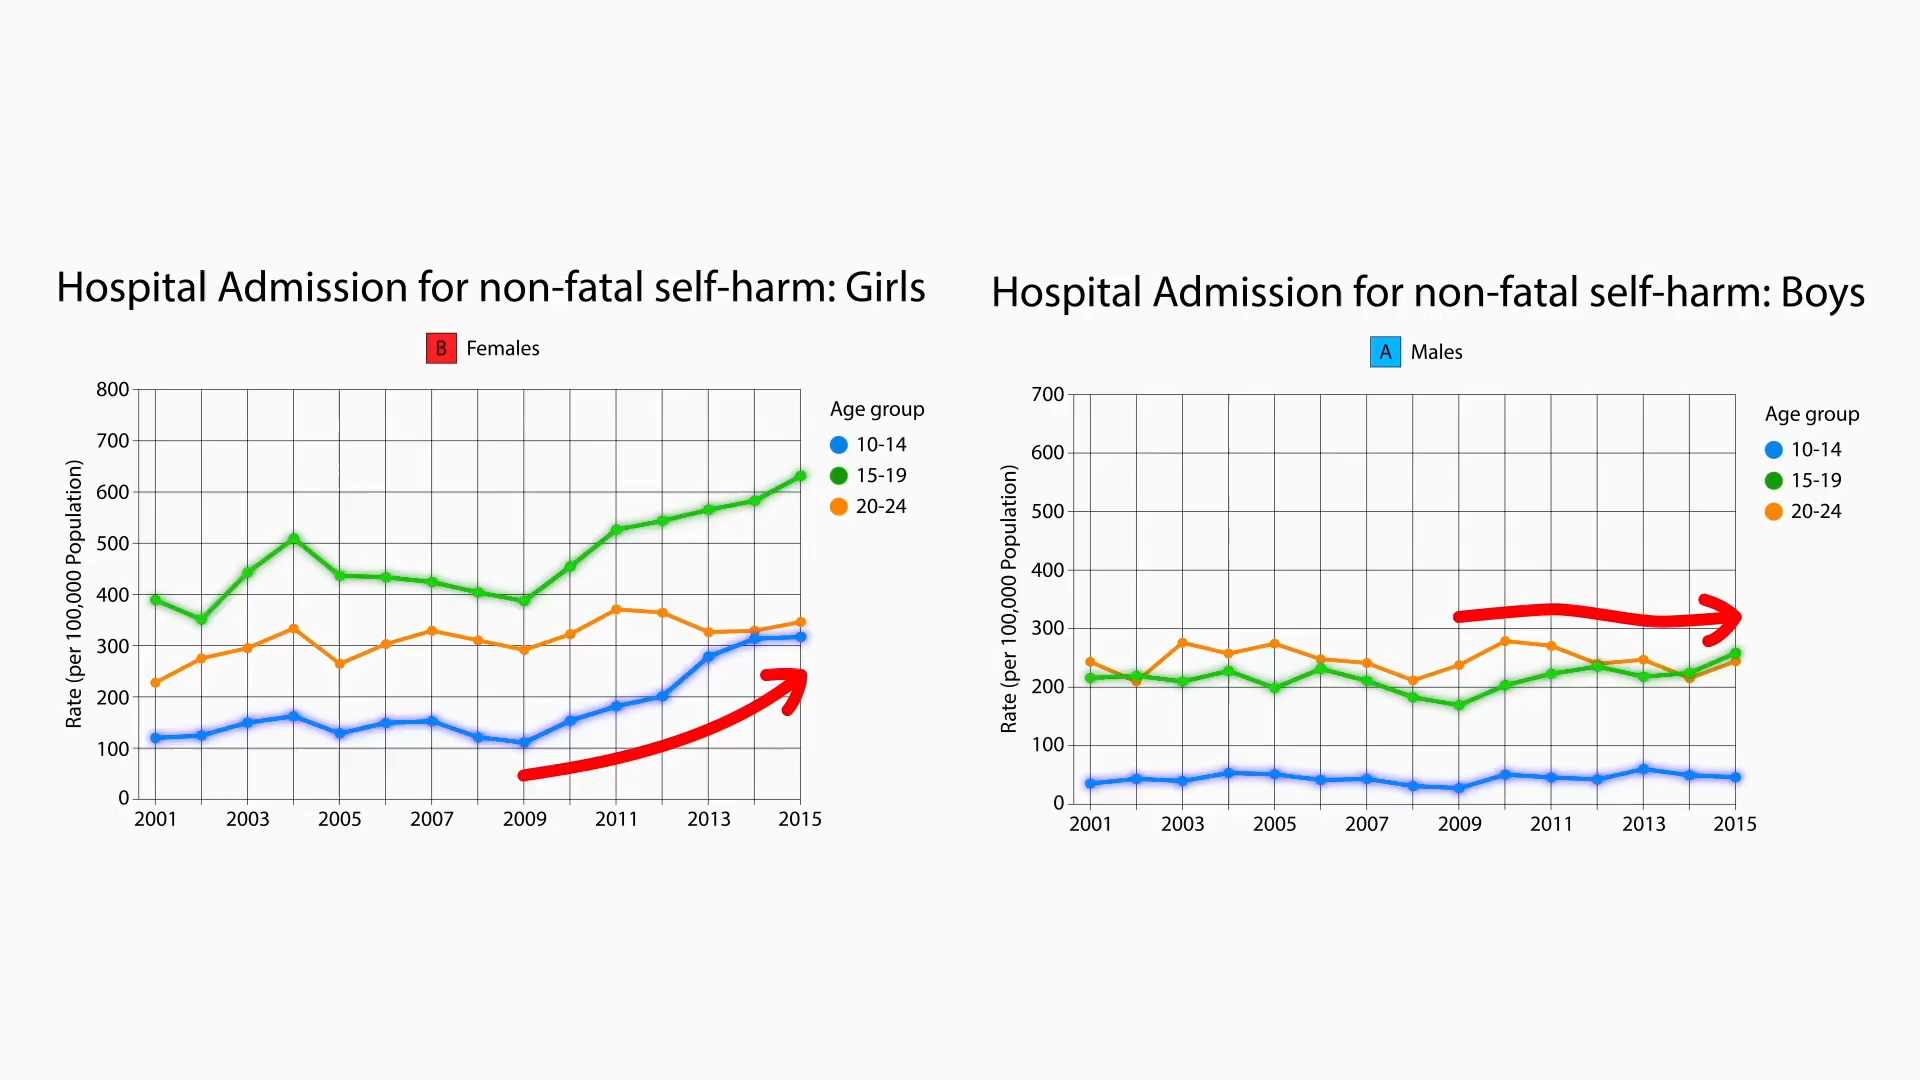 Hospital Admission for non-fatal self-harm: Girls
B Females
800
700
600
500
400
300
200
100
0
Rate (per 100,000 Population)
2001 2003 2005 2007 2009 2011 2013 2015
Age group
10-14
15-19
20-24
Hospital Admission for non-fatal self-harm: Boys
A Males
700
600
500
400
300
200
100
0
Rate (per 100,000 Population)
2001 2003 2005 2007 2009 2011 2013 2015
Age group
10-14
15-19
20-24